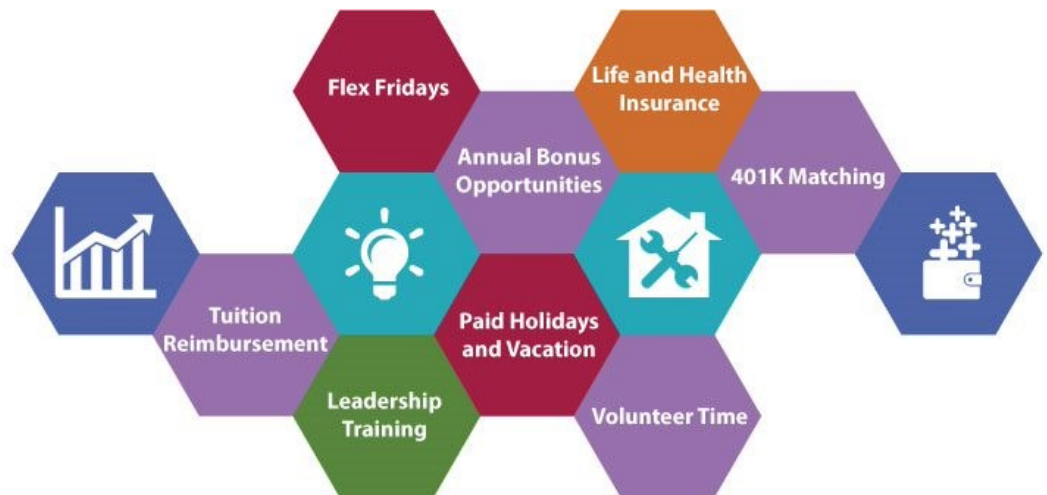 Flex Fridays
Life and Health
Insurance
Annual Bonus
Opportunities
401K Matching
Tuition
Reimbursement
Paid Holidays
and Vacation
Leadership
Training
Volunteer Time